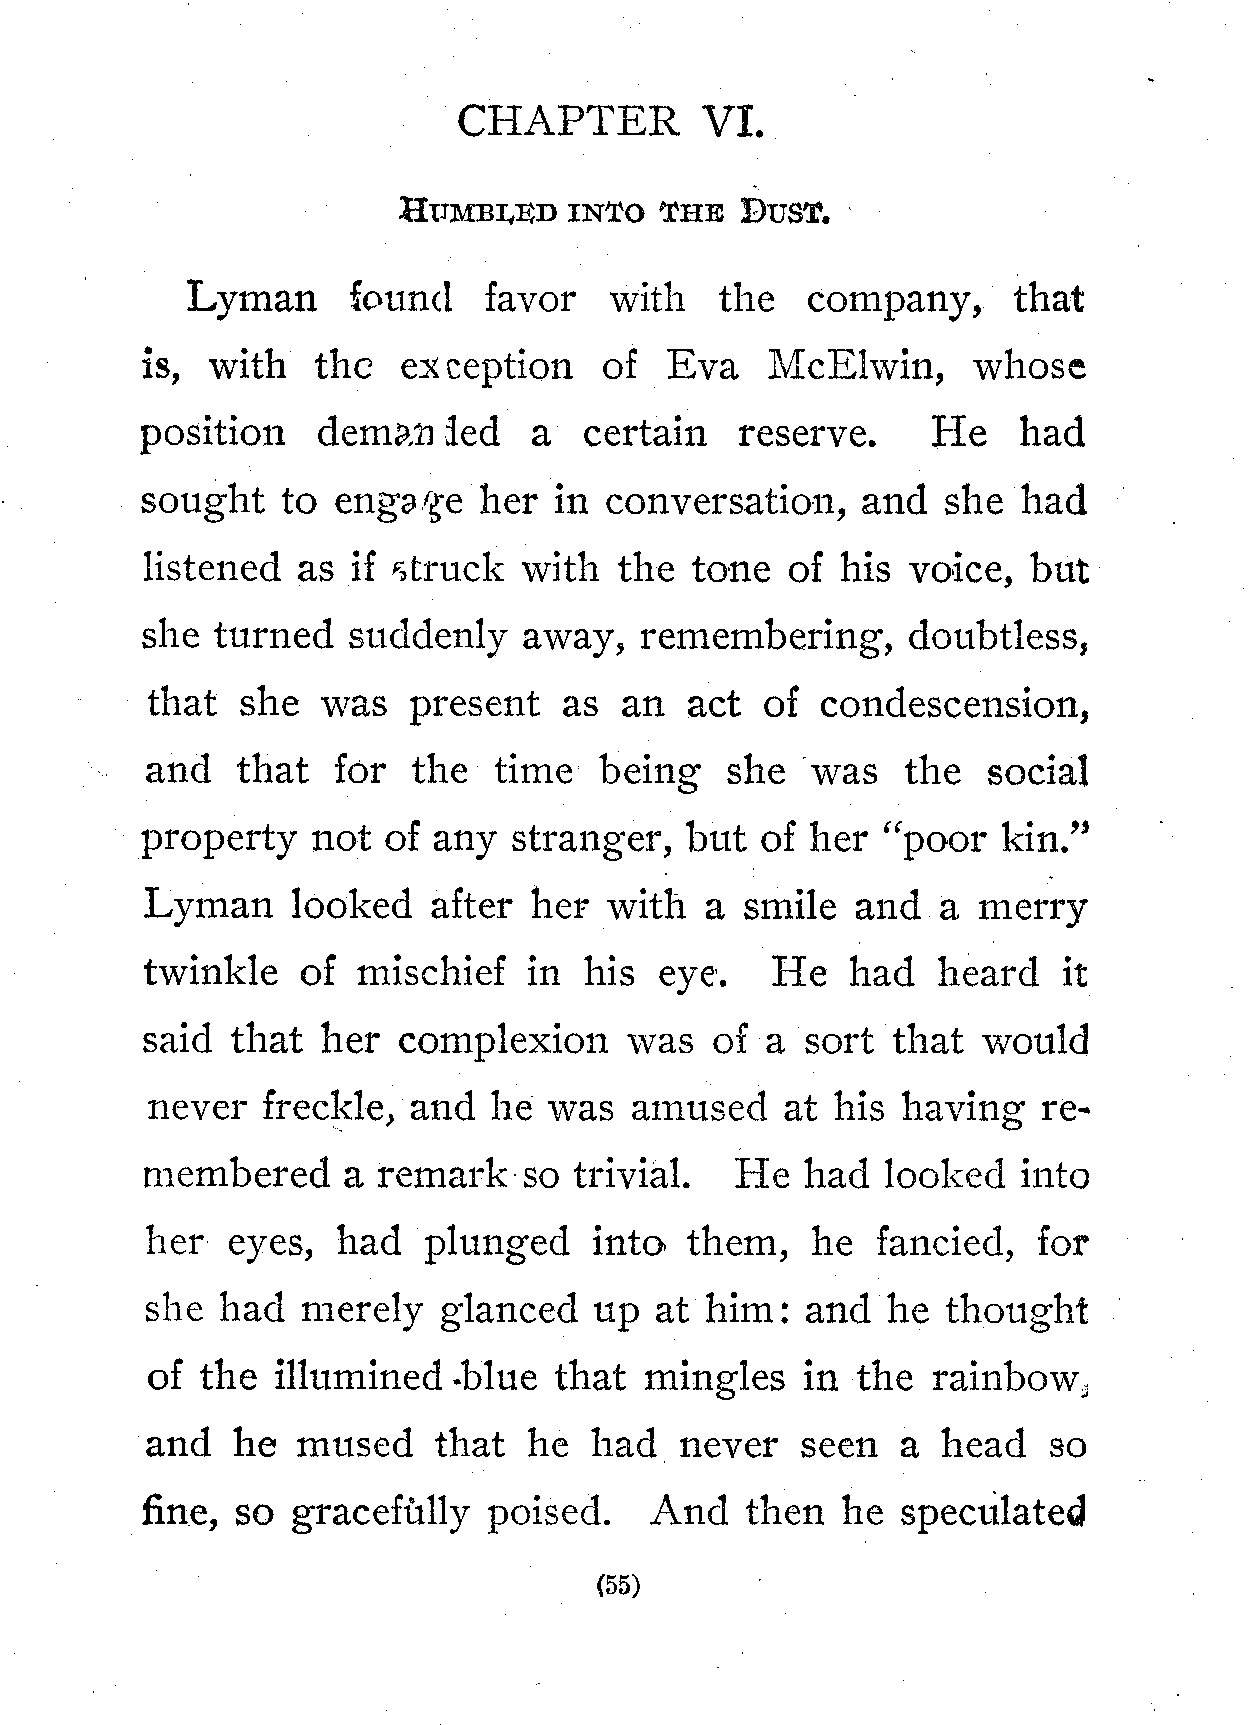 CHAPTER VI.
HUMBLED INTO THE DUST.
Lyman found favor with the company, that
is, with the exception of Eva McElwin, whose
position demanded a certain reserve. He had
sought to engage her in conversation, and she had
listened as if struck with the tone of his voice, but
she turned suddenly away, remembering, doubtless,
that she was present as an act of condescension,
and that for the time being she was the social
property not of any stranger, but of her “poor kin.”
Lyman looked after her with a smile and a merry
twinkle of mischief in his eye. He had heard it
said that her complexion was of a sort that would
never freckle, and he was amused at his having re-
membered a remark so trivial. He had looked into
her eyes, had plunged into them, he fancied, for
she had merely glanced up at him: and he thought
of the illumined blue that mingles in the rainbow,
and he mused that he had never seen a head so
fine, so gracefully poised. And then he speculated
(55)